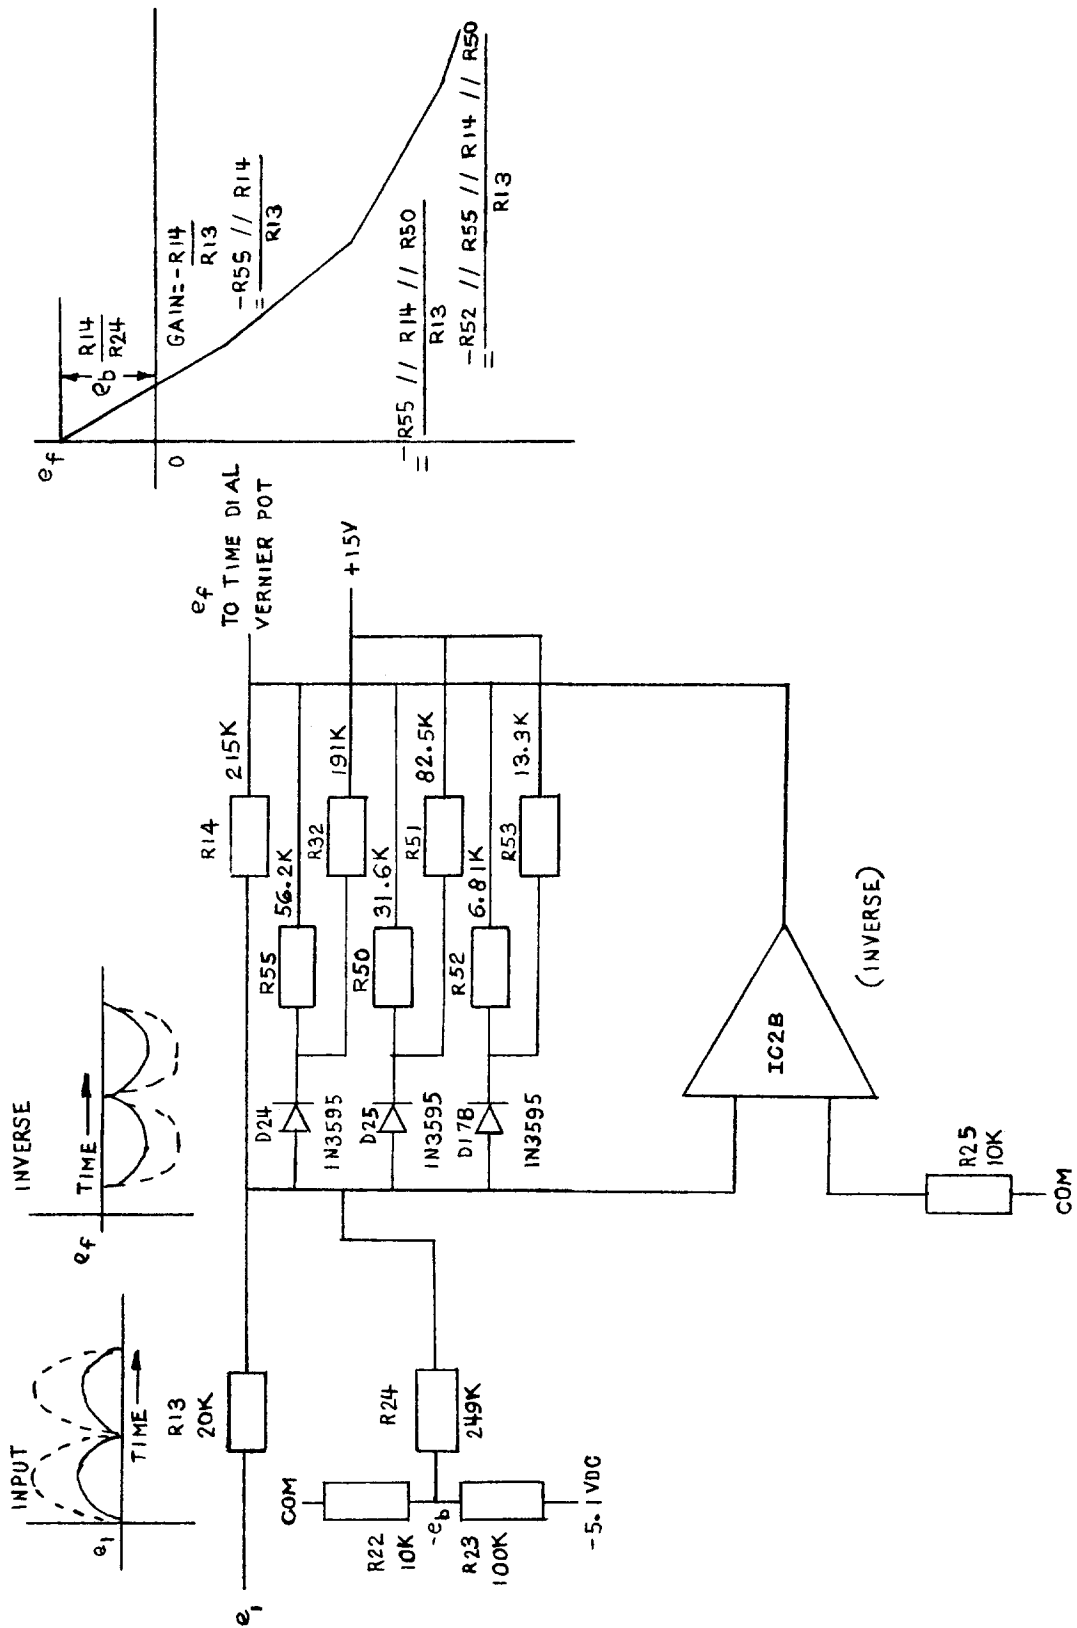 INPUT
e1
TIME
INVERSE
ef
TIME
ef
eb R14
R24
0
GAIN=-R14
R13
= -R55 // R14
R13
= -R55 // R14 // R50
R13
= -R52 // R55 // R14 // R50
R13
e1
R13
20K
R14
215K
ef
TO TIME DIAL
VERNIER POT
D24
1N3595
R55
56.2K
R32
191K
+15V
D25
1N3595
R50
31.6K
R51
82.5K
D17B
1N3595
R52
6.81K
R53
13.3K
COM
R22
10K
-eb
R23
100K
-5.1VDC
R24
249K
IC2B
(INVERSE)
R25
10K
COM